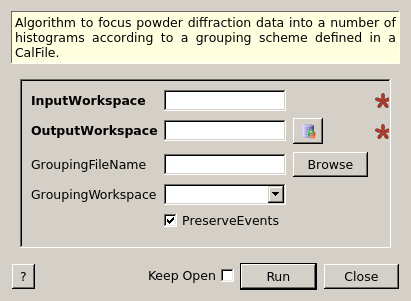 Algorithm to focus powder diffraction data into a number of
histograms according to a grouping scheme defined in a
CalFile.
InputWorkspace
OutputWorkspace
GroupingFileName Browse
GroupingWorkspace
PreserveEvents
? Keep Open Run Close